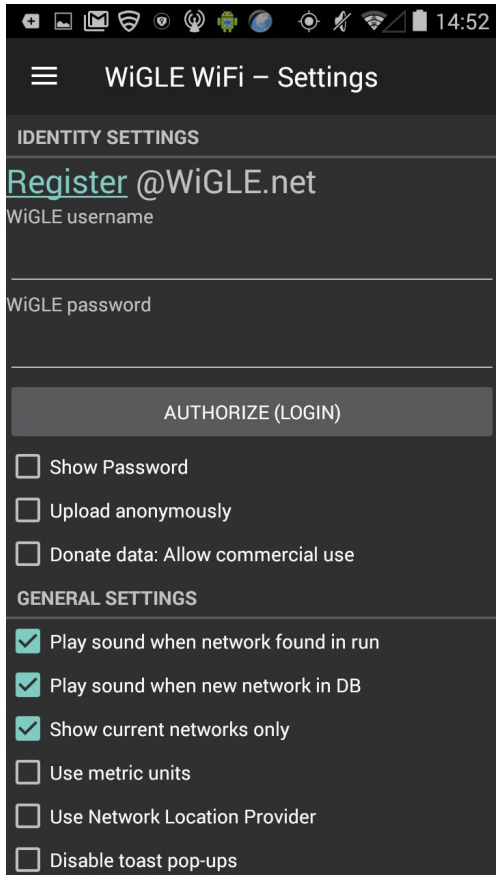 14:52
WiGLE WiFi – Settings
IDENTITY SETTINGS
Register @WiGLE.net
WiGLE username
WiGLE password
AUTHORIZE (LOGIN)
Show Password
Upload anonymously
Donate data: Allow commercial use
GENERAL SETTINGS
Play sound when network found in run
Play sound when new network in DB
Show current networks only
Use metric units
Use Network Location Provider
Disable toast pop-ups